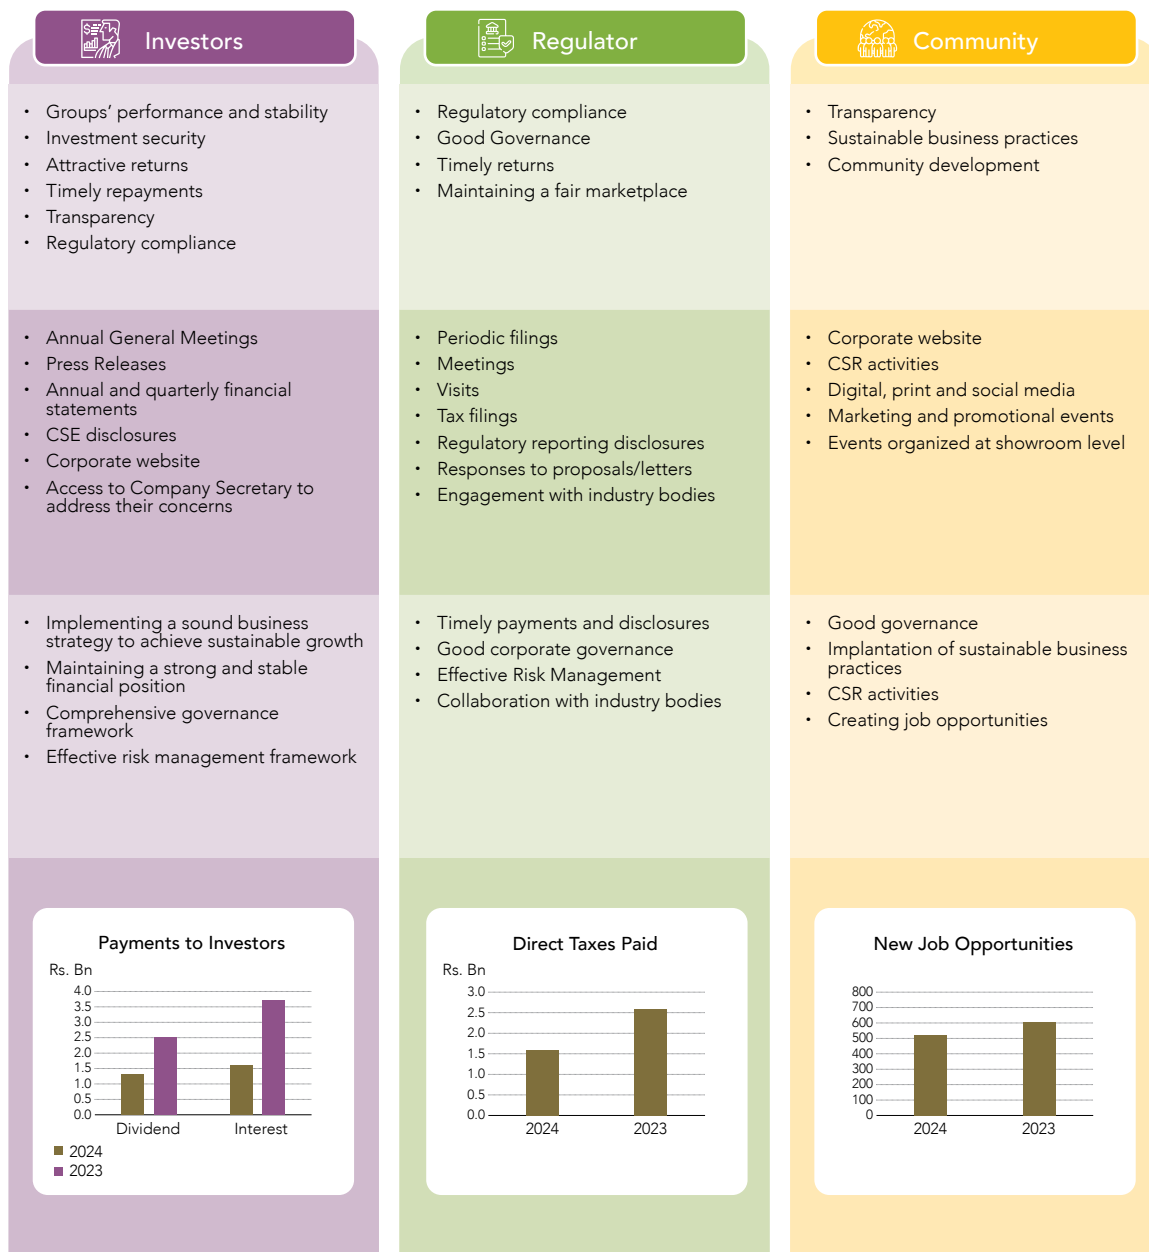 Investors
Groups' performance and stability
Investment security
Attractive returns
Timely repayments
Transparency
Regulatory compliance
Annual General Meetings
Press Releases
Annual and quarterly financial
statements
CSE disclosures
Corporate website
Access to Company Secretary to
address their concerns
Implementing a sound business
strategy to achieve sustainable growth
Maintaining a strong and stable
financial position
Comprehensive governance
framework
Effective risk management framework
Payments to Investors
Rs. Bn
4.0
3.5
3.0
2.5
2.0
1.5
1.0
0.5
0.0
Dividend Interest
2024
2023
Regulator
Regulatory compliance
Good Governance
Timely returns
Maintaining a fair marketplace
Periodic filings
Meetings
Visits
Tax filings
Regulatory reporting disclosures
Responses to proposals/letters
Engagement with industry bodies
Timely payments and disclosures
Good corporate governance
Effective Risk Management
Collaboration with industry bodies
Direct Taxes Paid
Rs. Bn
3.0
2.5
2.0
1.5
1.0
0.5
0.0
2024 2023
Community
Transparency
Sustainable business practices
Community development
Corporate website
CSR activities
Digital, print and social media
Marketing and promotional events
Events organized at showroom level
Good governance
Implantation of sustainable business
practices
CSR activities
Creating job opportunities
New Job Opportunities
800
700
600
500
400
300
200
100
0
2024 2023